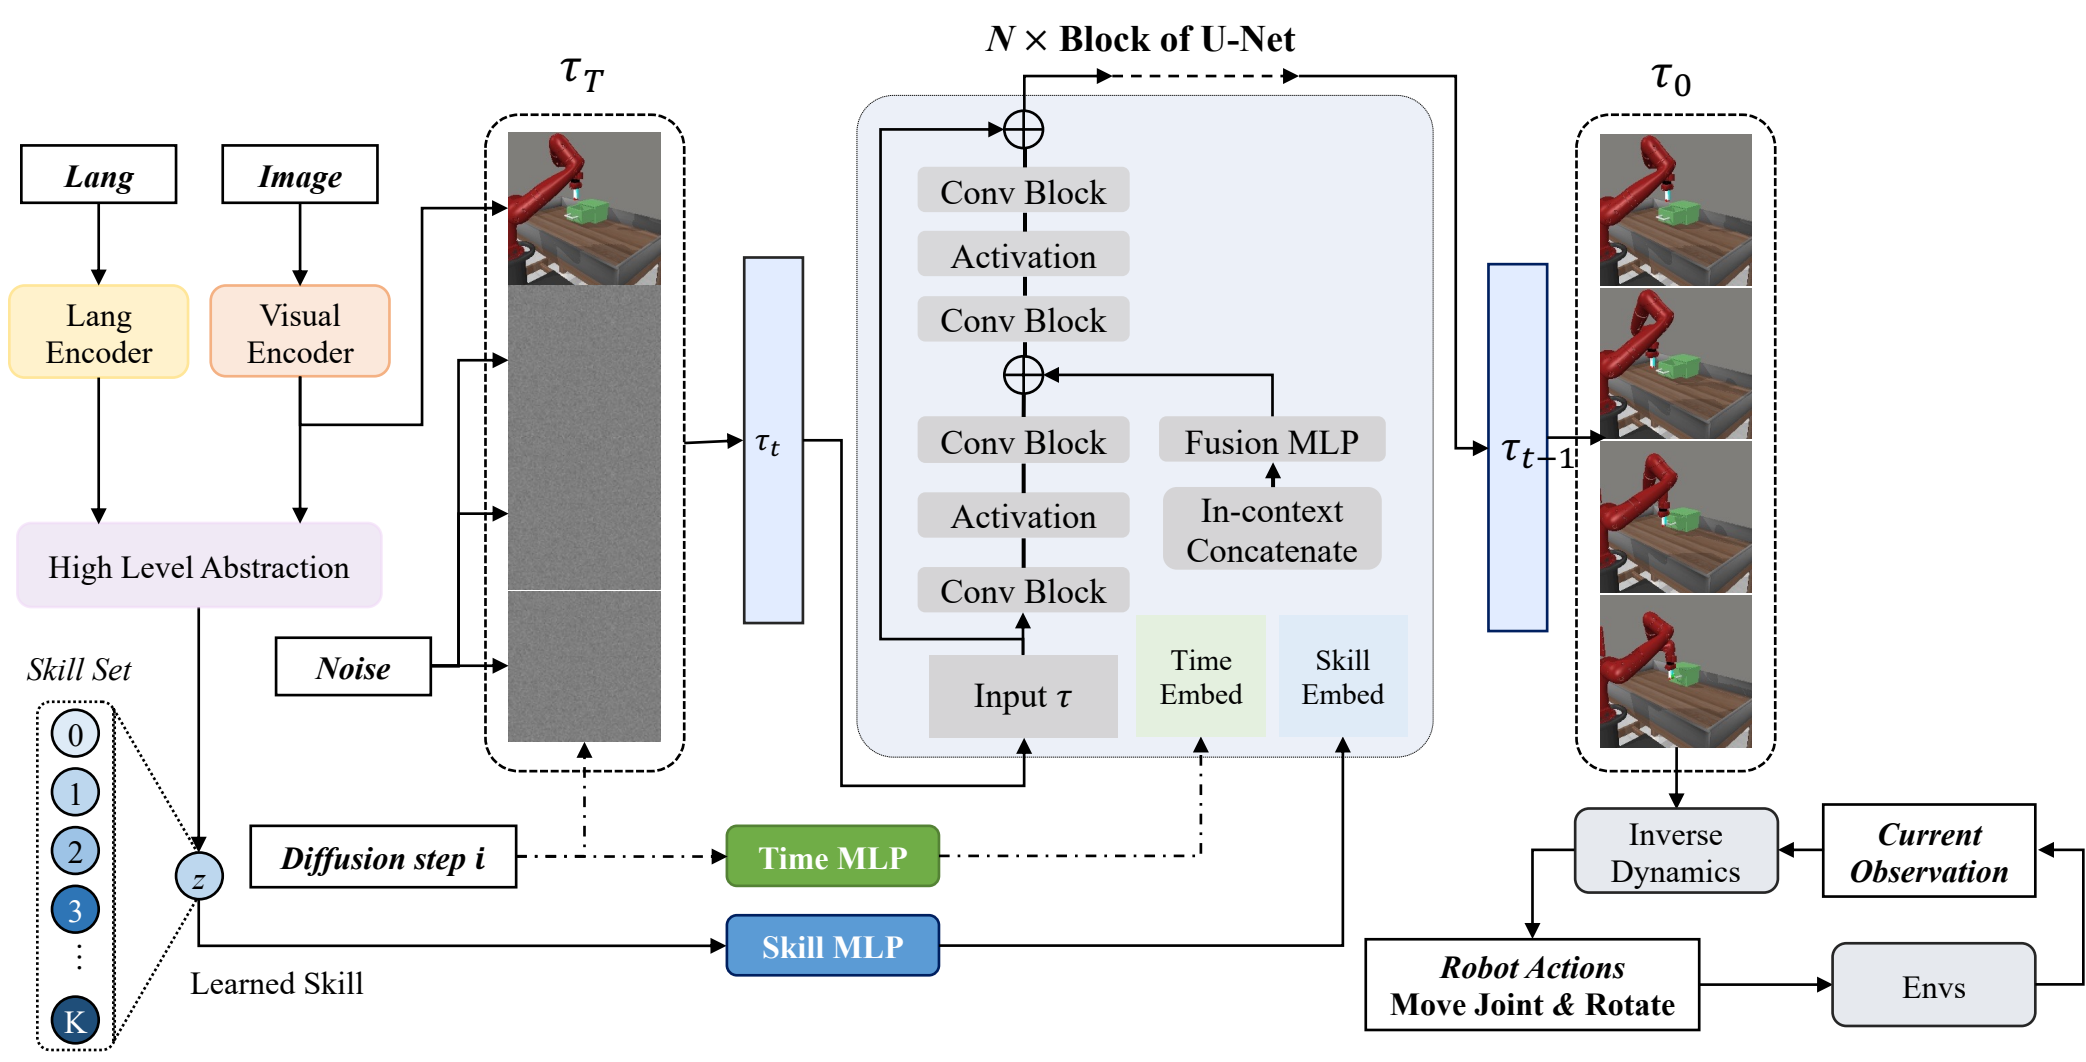 N × Block of U-Net
τ_T
τ_0
Lang
Image
Lang
Encoder
Visual
Encoder
High Level Abstraction
Noise
Skill Set
0
1
2
3
⋮
K
z
Learned Skill
τ_t
Conv Block
Activation
Conv Block
Conv Block
Activation
Conv Block
Fusion MLP
In-context
Concatenate
Input τ
Time
Embed
Skill
Embed
τ_{t−1}
Diffusion step i
Time MLP
Skill MLP
Inverse
Dynamics
Current
Observation
Robot Actions
Move Joint & Rotate
Envs